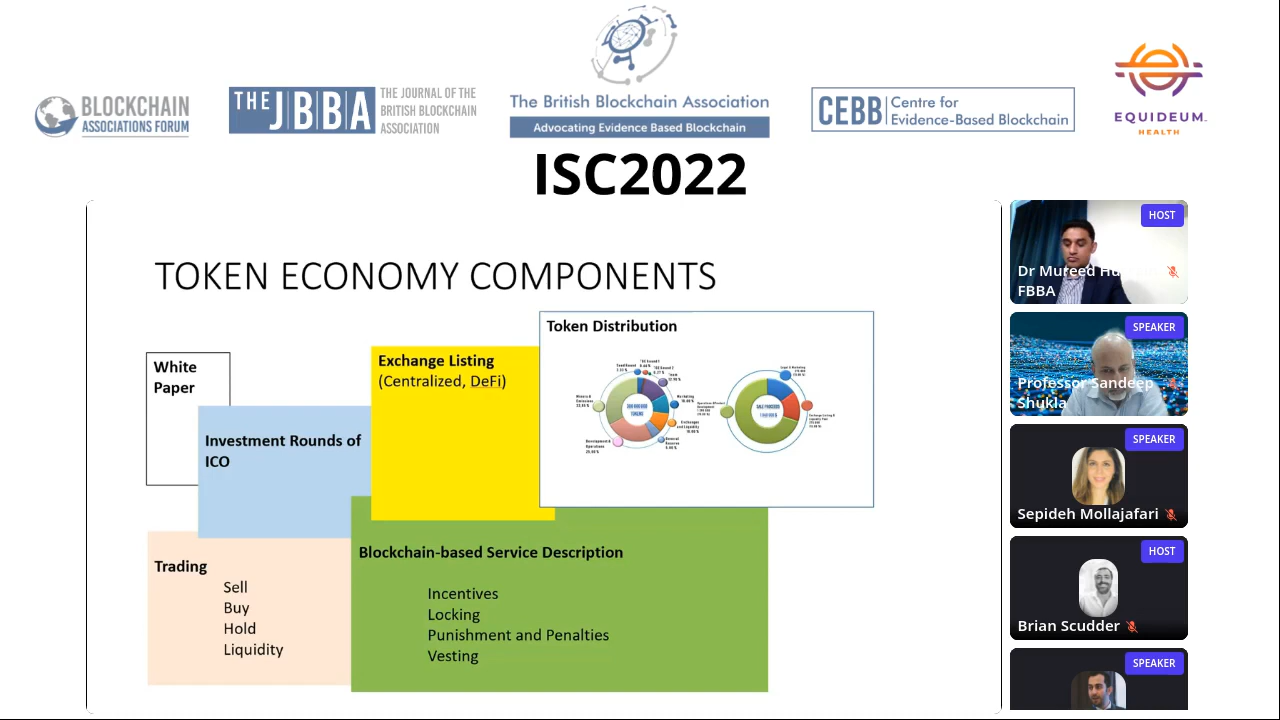 BLOCKCHAIN
ASSOCIATIONS FORUM
THE JBBA
THE JOURNAL OF THE
BRITISH BLOCKCHAIN
ASSOCIATION
The British Blockchain Association
Advocating Evidence Based Blockchain
CEBB
Centre for
Evidence-Based Blockchain
EQUIDEUM
HEALTH
ISC2022
TOKEN ECONOMY COMPONENTS
White
Paper
Investment Rounds of
ICO
Exchange Listing
(Centralized, DeFi)
Token Distribution
Trading
Sell
Buy
Hold
Liquidity
Blockchain-based Service Description
Incentives
Locking
Punishment and Penalties
Vesting
HOST
Dr Mureed
FBBA
SPEAKER
Professor Sandeep
Shukla
SPEAKER
Sepideh Mollajafari
HOST
Brian Scudder
SPEAKER